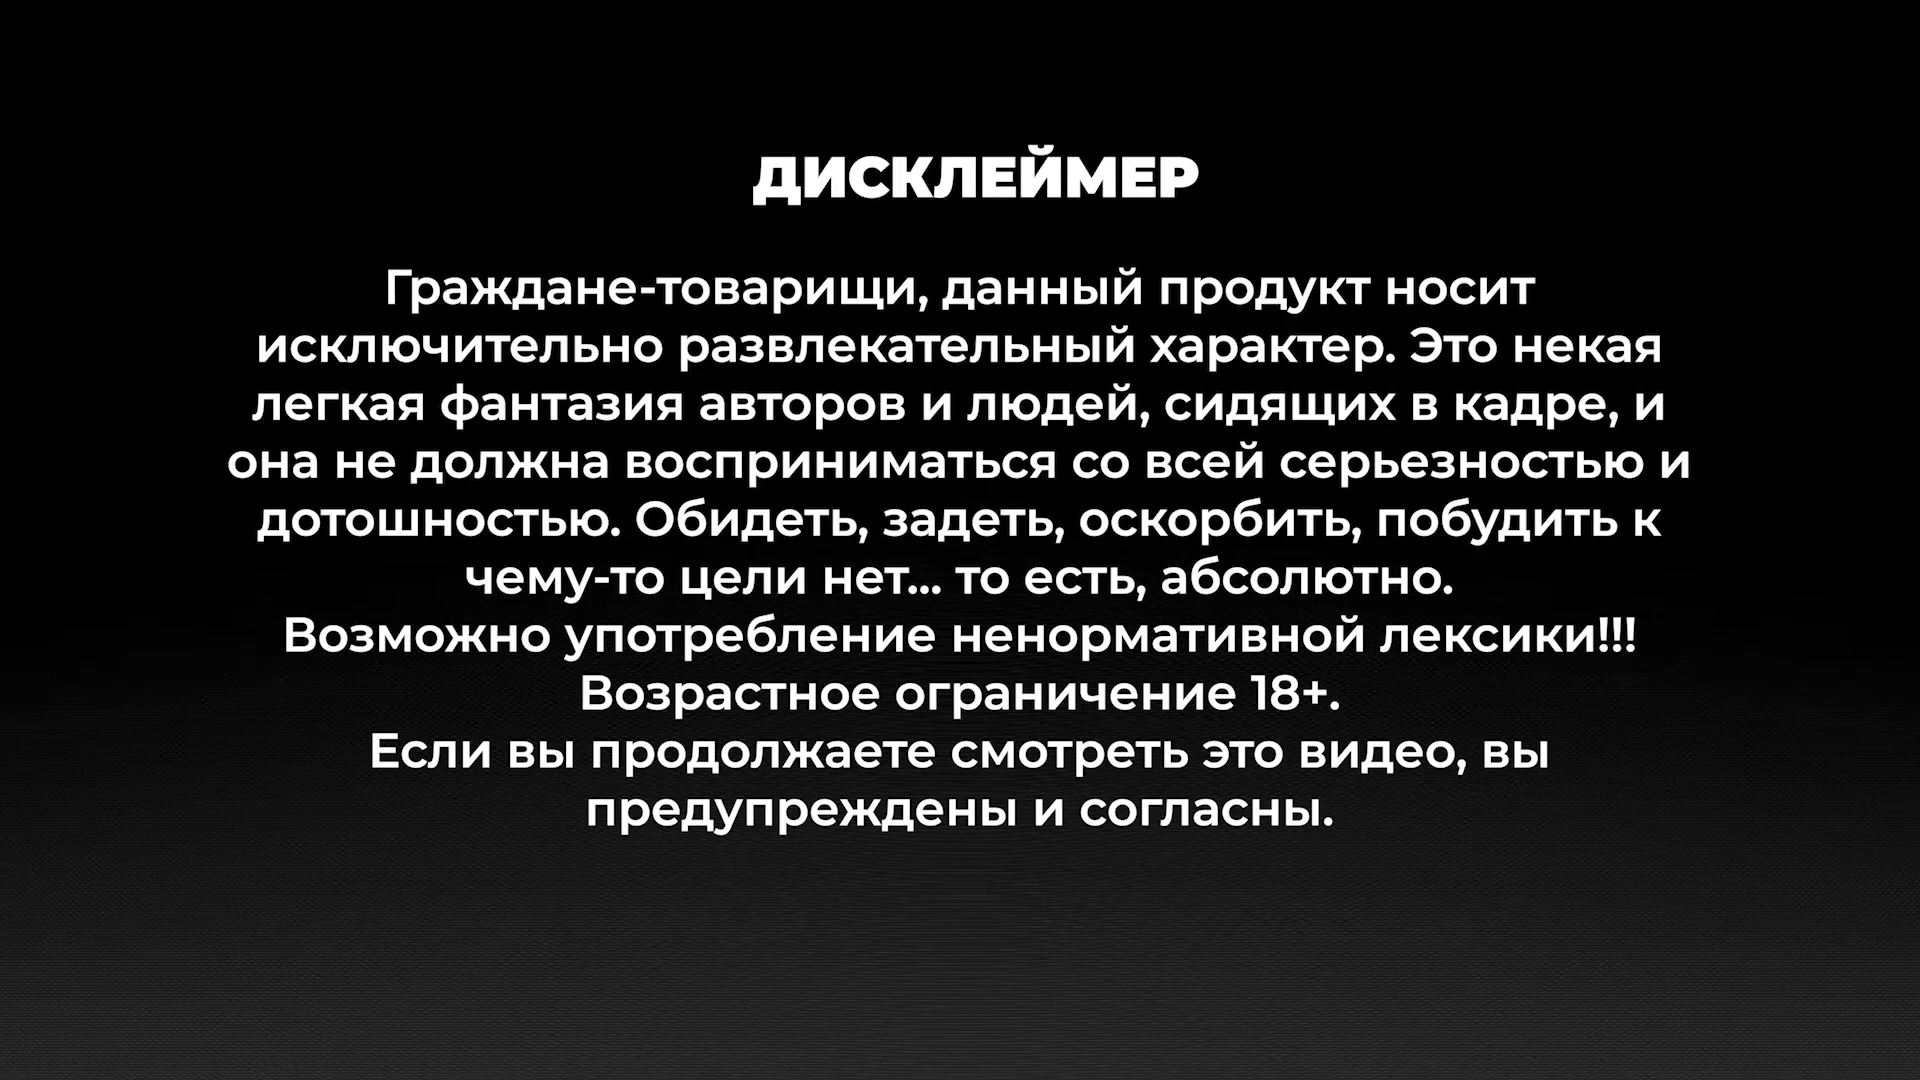 ДИСКЛЕЙМЕР
Граждане-товарищи, данный продукт носит
исключительно развлекательный характер. Это некая
легкая фантазия авторов и людей, сидящих в кадре, и
она не должна восприниматься со всей серьезностью и
дотошностью. Обидеть, задеть, оскорбить, побудить к
чему-то цели нет... то есть, абсолютно.
Возможно употребление ненормативной лексики!!!
Возрастное ограничение 18+.
Если вы продолжаете смотреть это видео, вы
предупреждены и согласны.